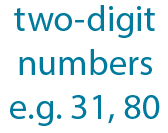 two-digit
numbers
e.g. 31, 80